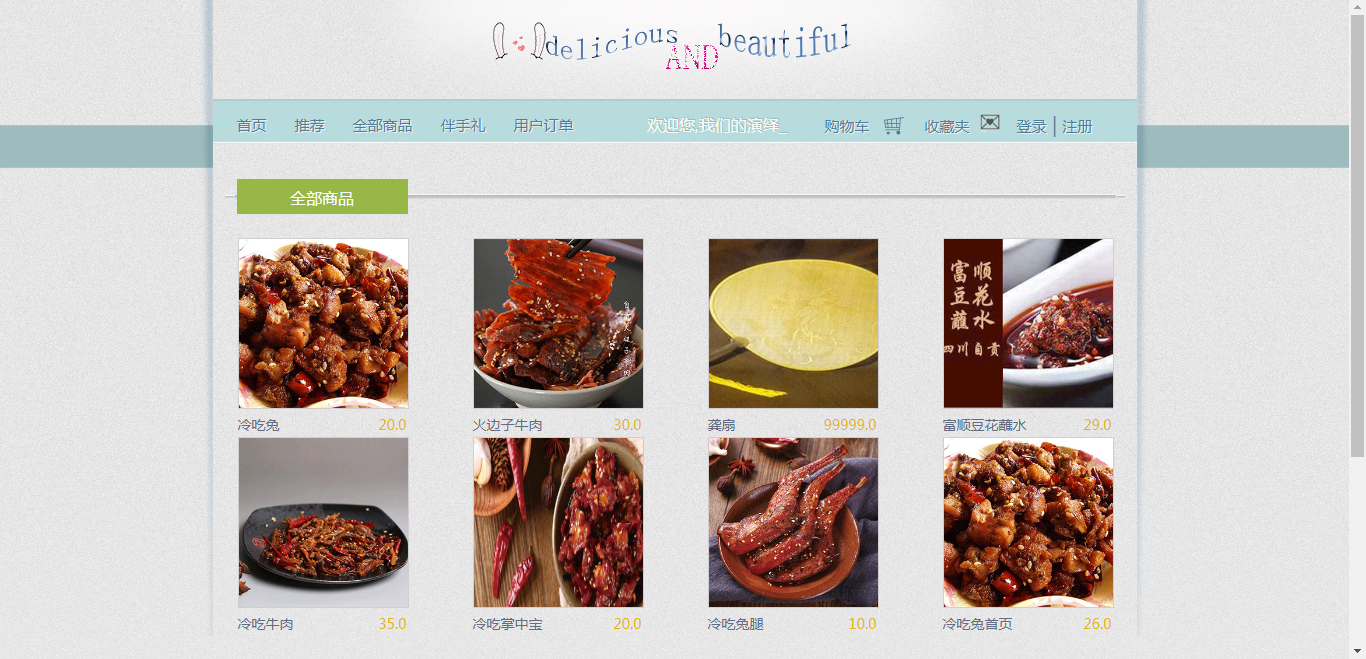 delicious AND beautiful
首页 推荐 全部商品 伴手礼 用户订单 欢迎您,我们的演绎_ 购物车 收藏夹 登录 | 注册
全部商品
富顺
豆花
蘸水
四川自贡
冷吃兔 20.0 火边子牛肉 30.0 龚扇 99999.0 富顺豆花蘸水 29.0
冷吃牛肉 35.0 冷吃掌中宝 20.0 冷吃兔腿 10.0 冷吃兔首页 26.0